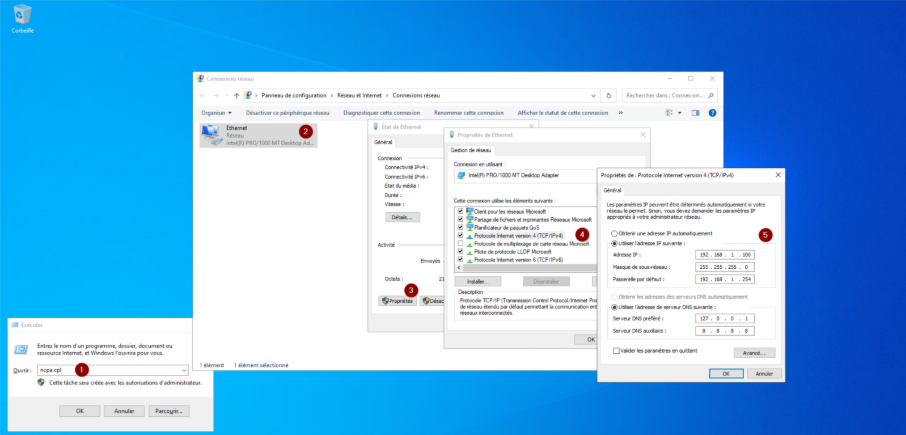 Corbeille
Connexions réseau
Panneau de configuration > Réseau et Internet > Connexions réseau
Rechercher dans : Connexion...
Organiser
Désactiver ce périphérique réseau
Diagnostiquer cette connexion
Renommer cette connexion
Afficher le statut de cette connexion
»
Ethernet
Réseau
Intel(R) PRO/1000 MT Desktop Ad...
2
1 élément
1 élément sélectionné
État de Ethernet
Général
Connexion
Connectivité IPv4 :
Connectivité IPv6 :
État du média :
Durée :
Vitesse :
Détails...
Activité
Envoyés
Octets :
21
3
Propriétés
Désac
Propriétés de Ethernet
Gestion de réseau
Connexion en utilisant :
Intel(R) PRO/1000 MT Desktop Adapter
Cette connexion utilise les éléments suivants :
Client pour les réseaux Microsoft
Partage de fichiers et imprimantes Réseaux Microsoft
Planificateur de paquets QoS
Protocole Internet version 4 (TCP/IPv4)
4
Protocole de multiplexage de carte réseau Microsoft
Pilote de protocole LLDP Microsoft
Protocole Internet version 6 (TCP/IPv6)
Installer...
Désinstaller
Description
Protocole TCP/IP (Transmission Control Protocol/Internet Pro
de réseau étendu par défaut permettant la communication ent
réseaux interconnectés.
OK
Propriétés de : Protocole Internet version 4 (TCP/IPv4)
Général
Les paramètres IP peuvent être déterminés automatiquement si votre
réseau le permet. Sinon, vous devez demander les paramètres IP
appropriés à votre administrateur réseau.
Obtenir une adresse IP automatiquement
5
Utiliser l'adresse IP suivante :
Adresse IP :
192 . 168 . 1 . 100
Masque de sous-réseau :
255 . 255 . 255 . 0
Passerelle par défaut :
192 . 168 . 1 . 254
Obtenir les adresses des serveurs DNS automatiquement
Utiliser l'adresse de serveur DNS suivante :
Serveur DNS préféré :
127 . 0 . 0 . 1
Serveur DNS auxiliaire :
8 . 8 . 8 . 8
Valider les paramètres en quittant
Avancé...
OK
Annuler
Exécuter
Entrez le nom d'un programme, dossier, document ou
ressource Internet, et Windows l'ouvrira pour vous.
Ouvrir :
ncpa.cpl
1
Cette tâche sera créée avec les autorisations d'administrateur.
OK
Annuler
Parcourir...